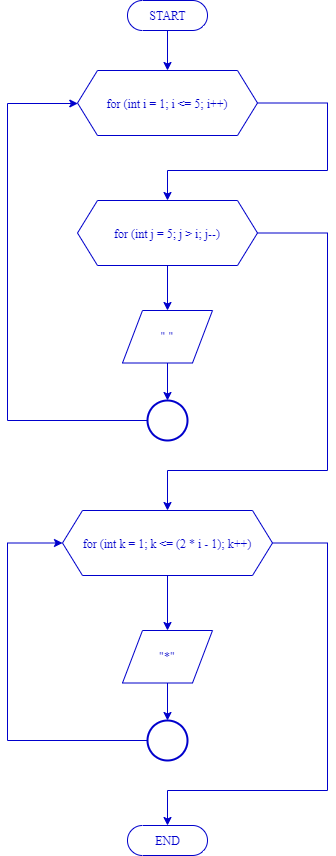 START
for (int i = 1; i <= 5; i++)
for (int j = 5; j > i; j--)
" "
for (int k = 1; k <= (2 * i - 1); k++)
"*"
END